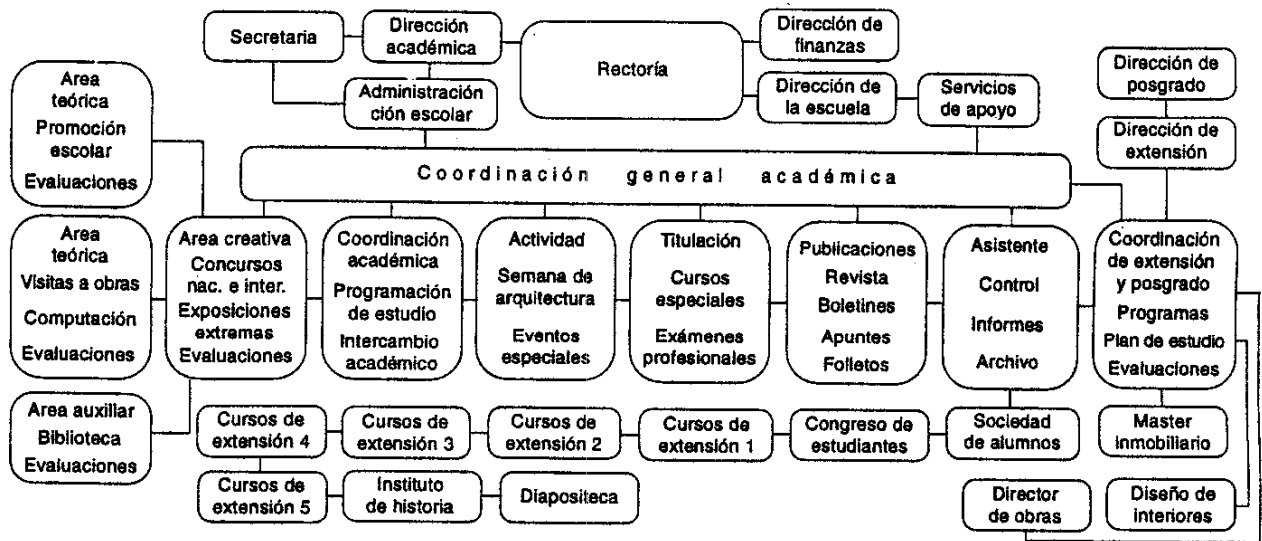 Secretaria
Dirección
académica
Rectoría
Dirección de
finanzas
Administración
ción escolar
Dirección de
la escuela
Servicios
de apoyo
Dirección de
posgrado
Dirección de
extensión
Area
teórica
Promoción
escolar
Evaluaciones
Coordinación general académica
Area
teórica
Visitas a obras
Computación
Evaluaciones
Area creativa
Concursos
nac. e inter.
Exposiciones
extremas
Evaluaciones
Coordinación
académica
Programación
de estudio
Intercambio
académico
Actividad
Semana de
arquitectura
Eventos
especiales
Titulación
Cursos
especiales
Exámenes
profesionales
Publicaciones
Revista
Boletines
Apuntes
Folletos
Asistente
Control
Informes
Archivo
Coordinación
de extensión
y posgrado
Programas
Plan de estudio
Evaluaciones
Area auxiliar
Biblioteca
Evaluaciones
Cursos de
extensión 4
Cursos de
extensión 3
Cursos de
extensión 2
Cursos de
extensión 1
Congreso de
estudiantes
Sociedad
de alumnos
Master
inmobiliario
Cursos de
extensión 5
Instituto
de historia
Diapositeca
Director
de obras
Diseño de
interiores